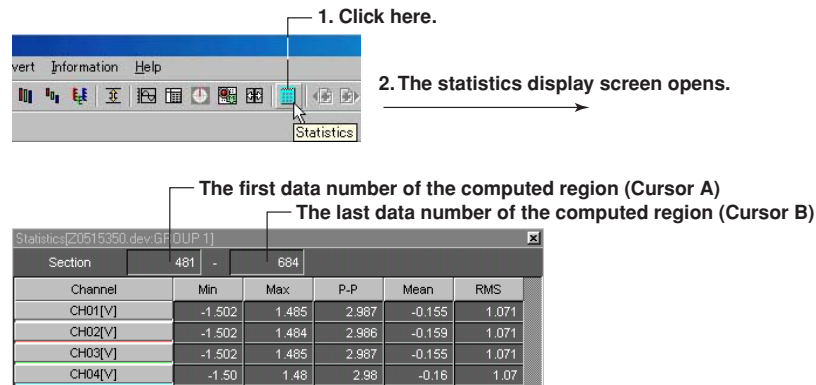 1. Click here.
vert Information Help
2. The statistics display screen opens.
Statistics
The first data number of the computed region (Cursor A)
The last data number of the computed region (Cursor B)
Statistics[Z0515350.dev:GROUP 1]
Section 481 - 684
Channel Min Max P-P Mean RMS
CH01[V] -1.502 1.485 2.987 -0.155 1.071
CH02[V] -1.502 1.484 2.986 -0.159 1.071
CH03[V] -1.502 1.485 2.987 -0.155 1.071
CH04[V] -1.50 1.48 2.98 -0.16 1.07